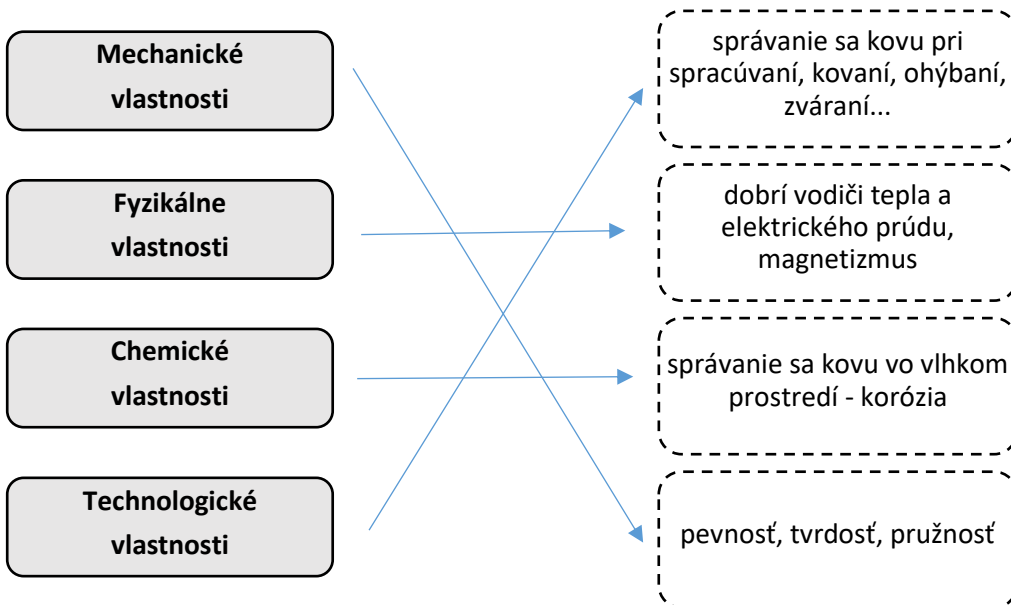 Mechanické
vlastnosti
správanie sa kovu pri
spracúvaní, kovaní, ohýbaní,
zváraní...
Fyzikálne
vlastnosti
dobrí vodiči tepla a
elektrického prúdu,
magnetizmus
Chemické
vlastnosti
správanie sa kovu vo vlhkom
prostredí - korózia
Technologické
vlastnosti
pevnosť, tvrdosť, pružnosť